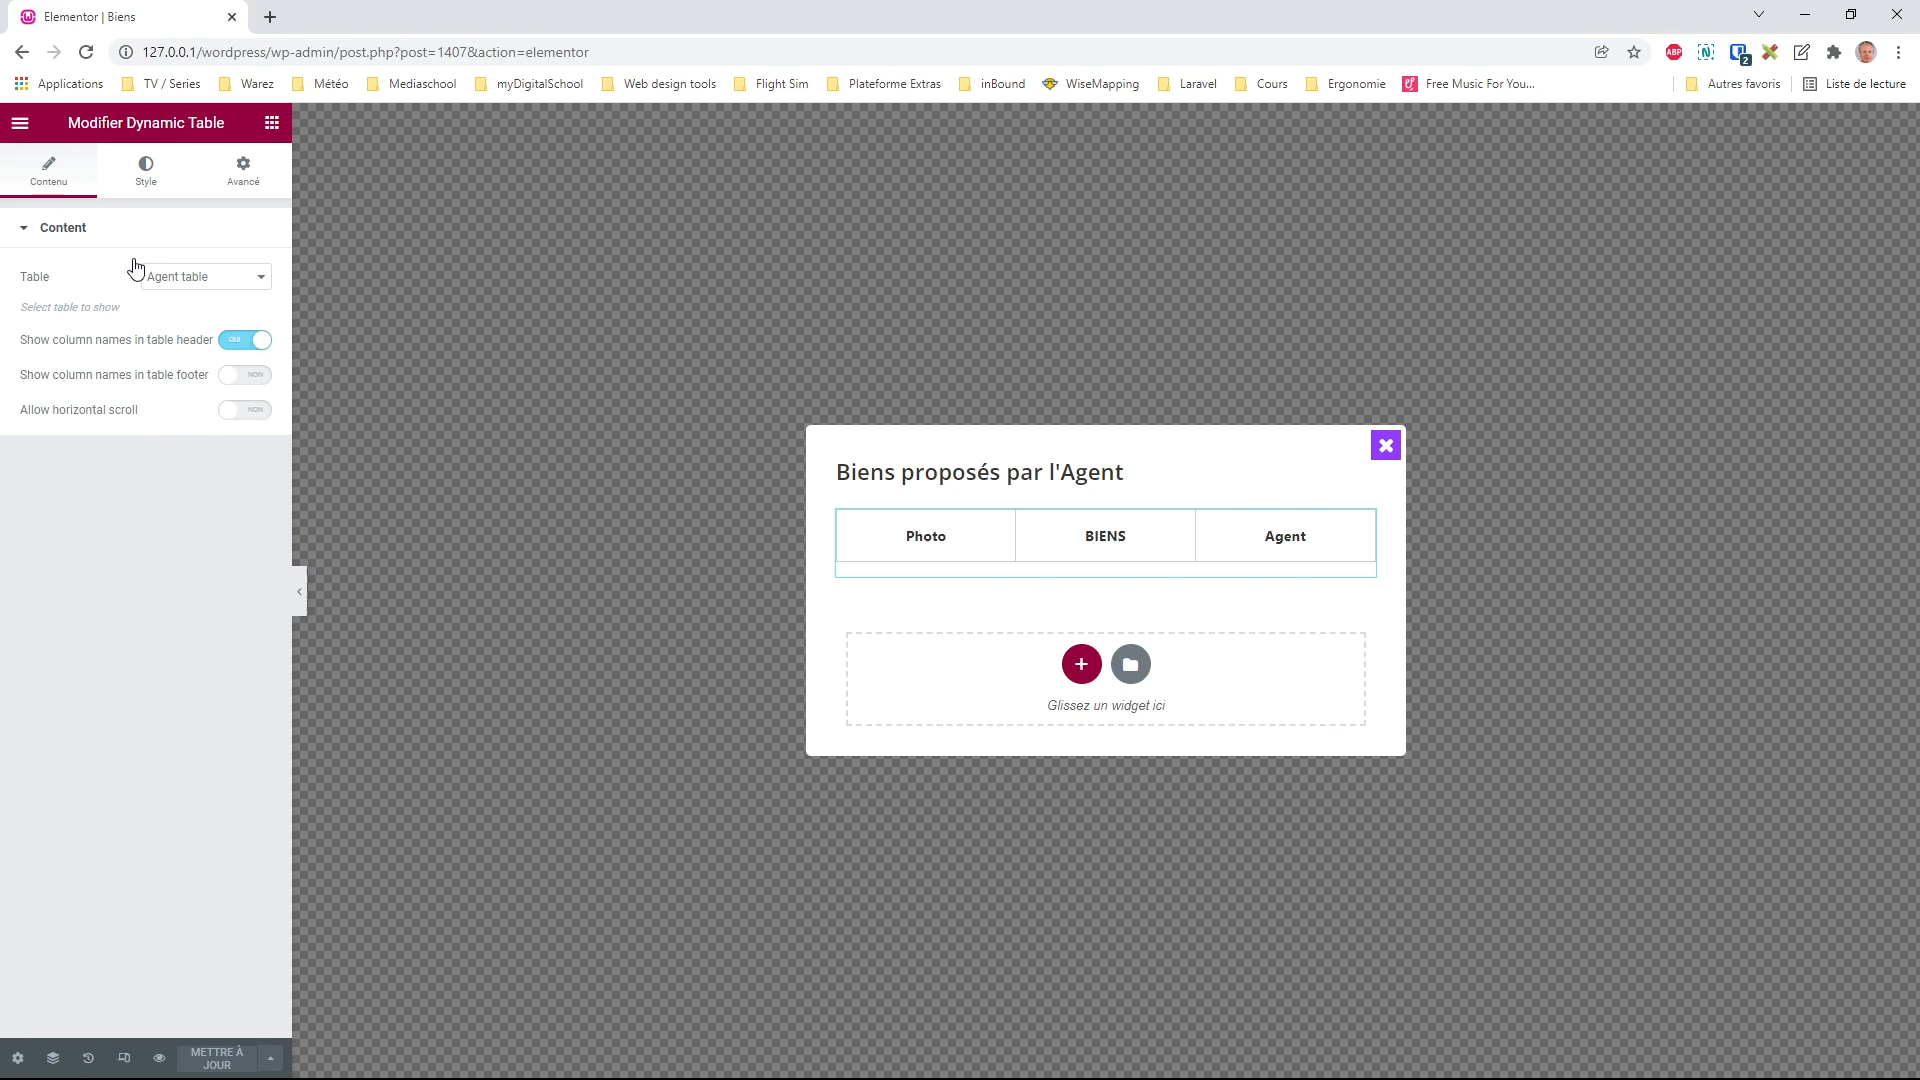 Elementor | Biens
127.0.0.1/wordpress/wp-admin/post.php?post=1407&action=elementor
ABP
N
2
Applications TV / Series Warez Météo Mediaschool myDigitalSchool Web design tools Flight Sim Plateforme Extras inBound WiseMapping Laravel Cours Ergonomie Free Music For You... Autres favoris Liste de lecture
Modifier Dynamic Table
Contenu Style Avancé
Content
Table Agent table
Select table to show
Show column names in table header OUI
Show column names in table footer NON
Allow horizontal scroll NON
Biens proposés par l'Agent
Photo BIENS Agent
Glissez un widget ici
METTRE À
JOUR